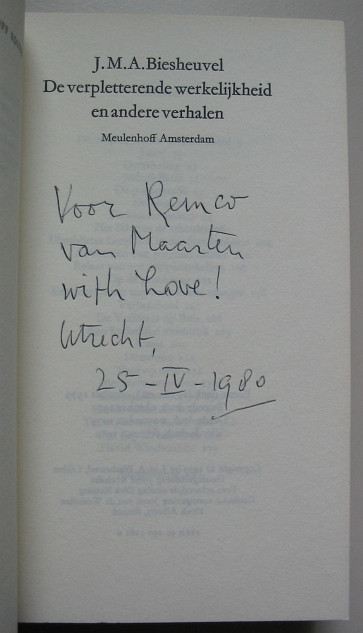 J.M.A.Biesheuvel
De verpletterende werkelijkheid
en andere verhalen
Meulenhoff Amsterdam
Voor Remco
van Maarten
with Love!
Utrecht,
25-IV-1980